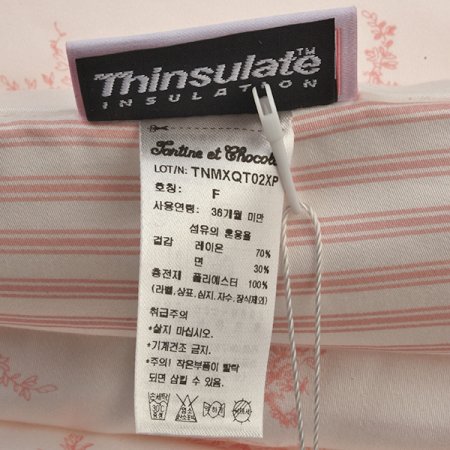 Thinsulate™
INSULATION
Tartine et Chocola
LOT/N: TNMXQT02XP
호칭: F
사용연령: 36개월 미만
섬유의 혼용율
겉감 레이온 70%
면 30%
충전재 폴리에스터 100%
(라벨,상표,심지,자수,장식제외)
취급주의
*삶지 마십시오.
*기계건조 금지.
*주의! 작은부품이 탈락
되면 삼킬 수 있음.